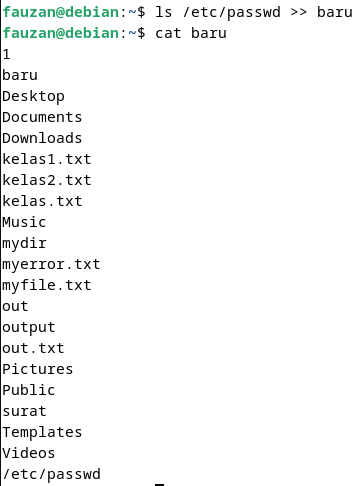 fauzan@debian:~$ ls /etc/passwd >> baru
fauzan@debian:~$ cat baru
1
baru
Desktop
Documents
Downloads
kelas1.txt
kelas2.txt
kelas.txt
Music
mydir
myerror.txt
myfile.txt
out
output
out.txt
Pictures
Public
surat
Templates
Videos
/etc/passwd